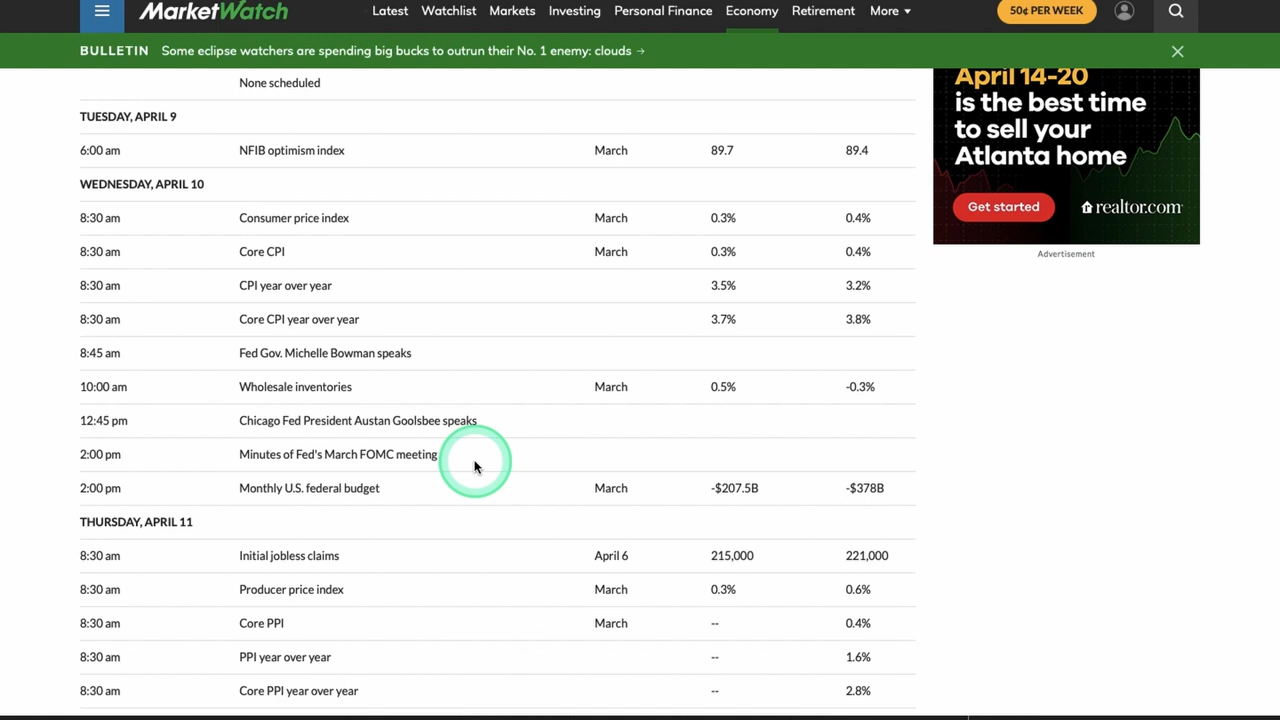 MarketWatch Latest Watchlist Markets Investing Personal Finance Economy Retirement More 50¢ PER WEEK
BULLETIN Some eclipse watchers are spending big bucks to outrun their No. 1 enemy: clouds →
None scheduled
TUESDAY, APRIL 9
6:00 am NFIB optimism index March 89.7 89.4
WEDNESDAY, APRIL 10
8:30 am Consumer price index March 0.3% 0.4%
8:30 am Core CPI March 0.3% 0.4%
8:30 am CPI year over year 3.5% 3.2%
8:30 am Core CPI year over year 3.7% 3.8%
8:45 am Fed Gov. Michelle Bowman speaks
10:00 am Wholesale inventories March 0.5% -0.3%
12:45 pm Chicago Fed President Austan Goolsbee speaks
2:00 pm Minutes of Fed's March FOMC meeting
2:00 pm Monthly U.S. federal budget March -$207.5B -$378B
THURSDAY, APRIL 11
8:30 am Initial jobless claims April 6 215,000 221,000
8:30 am Producer price index March 0.3% 0.6%
8:30 am Core PPI March -- 0.4%
8:30 am PPI year over year -- 1.6%
8:30 am Core PPI year over year -- 2.8%
April 14-20
is the best time
to sell your
Atlanta home
Get started realtor.com
Advertisement